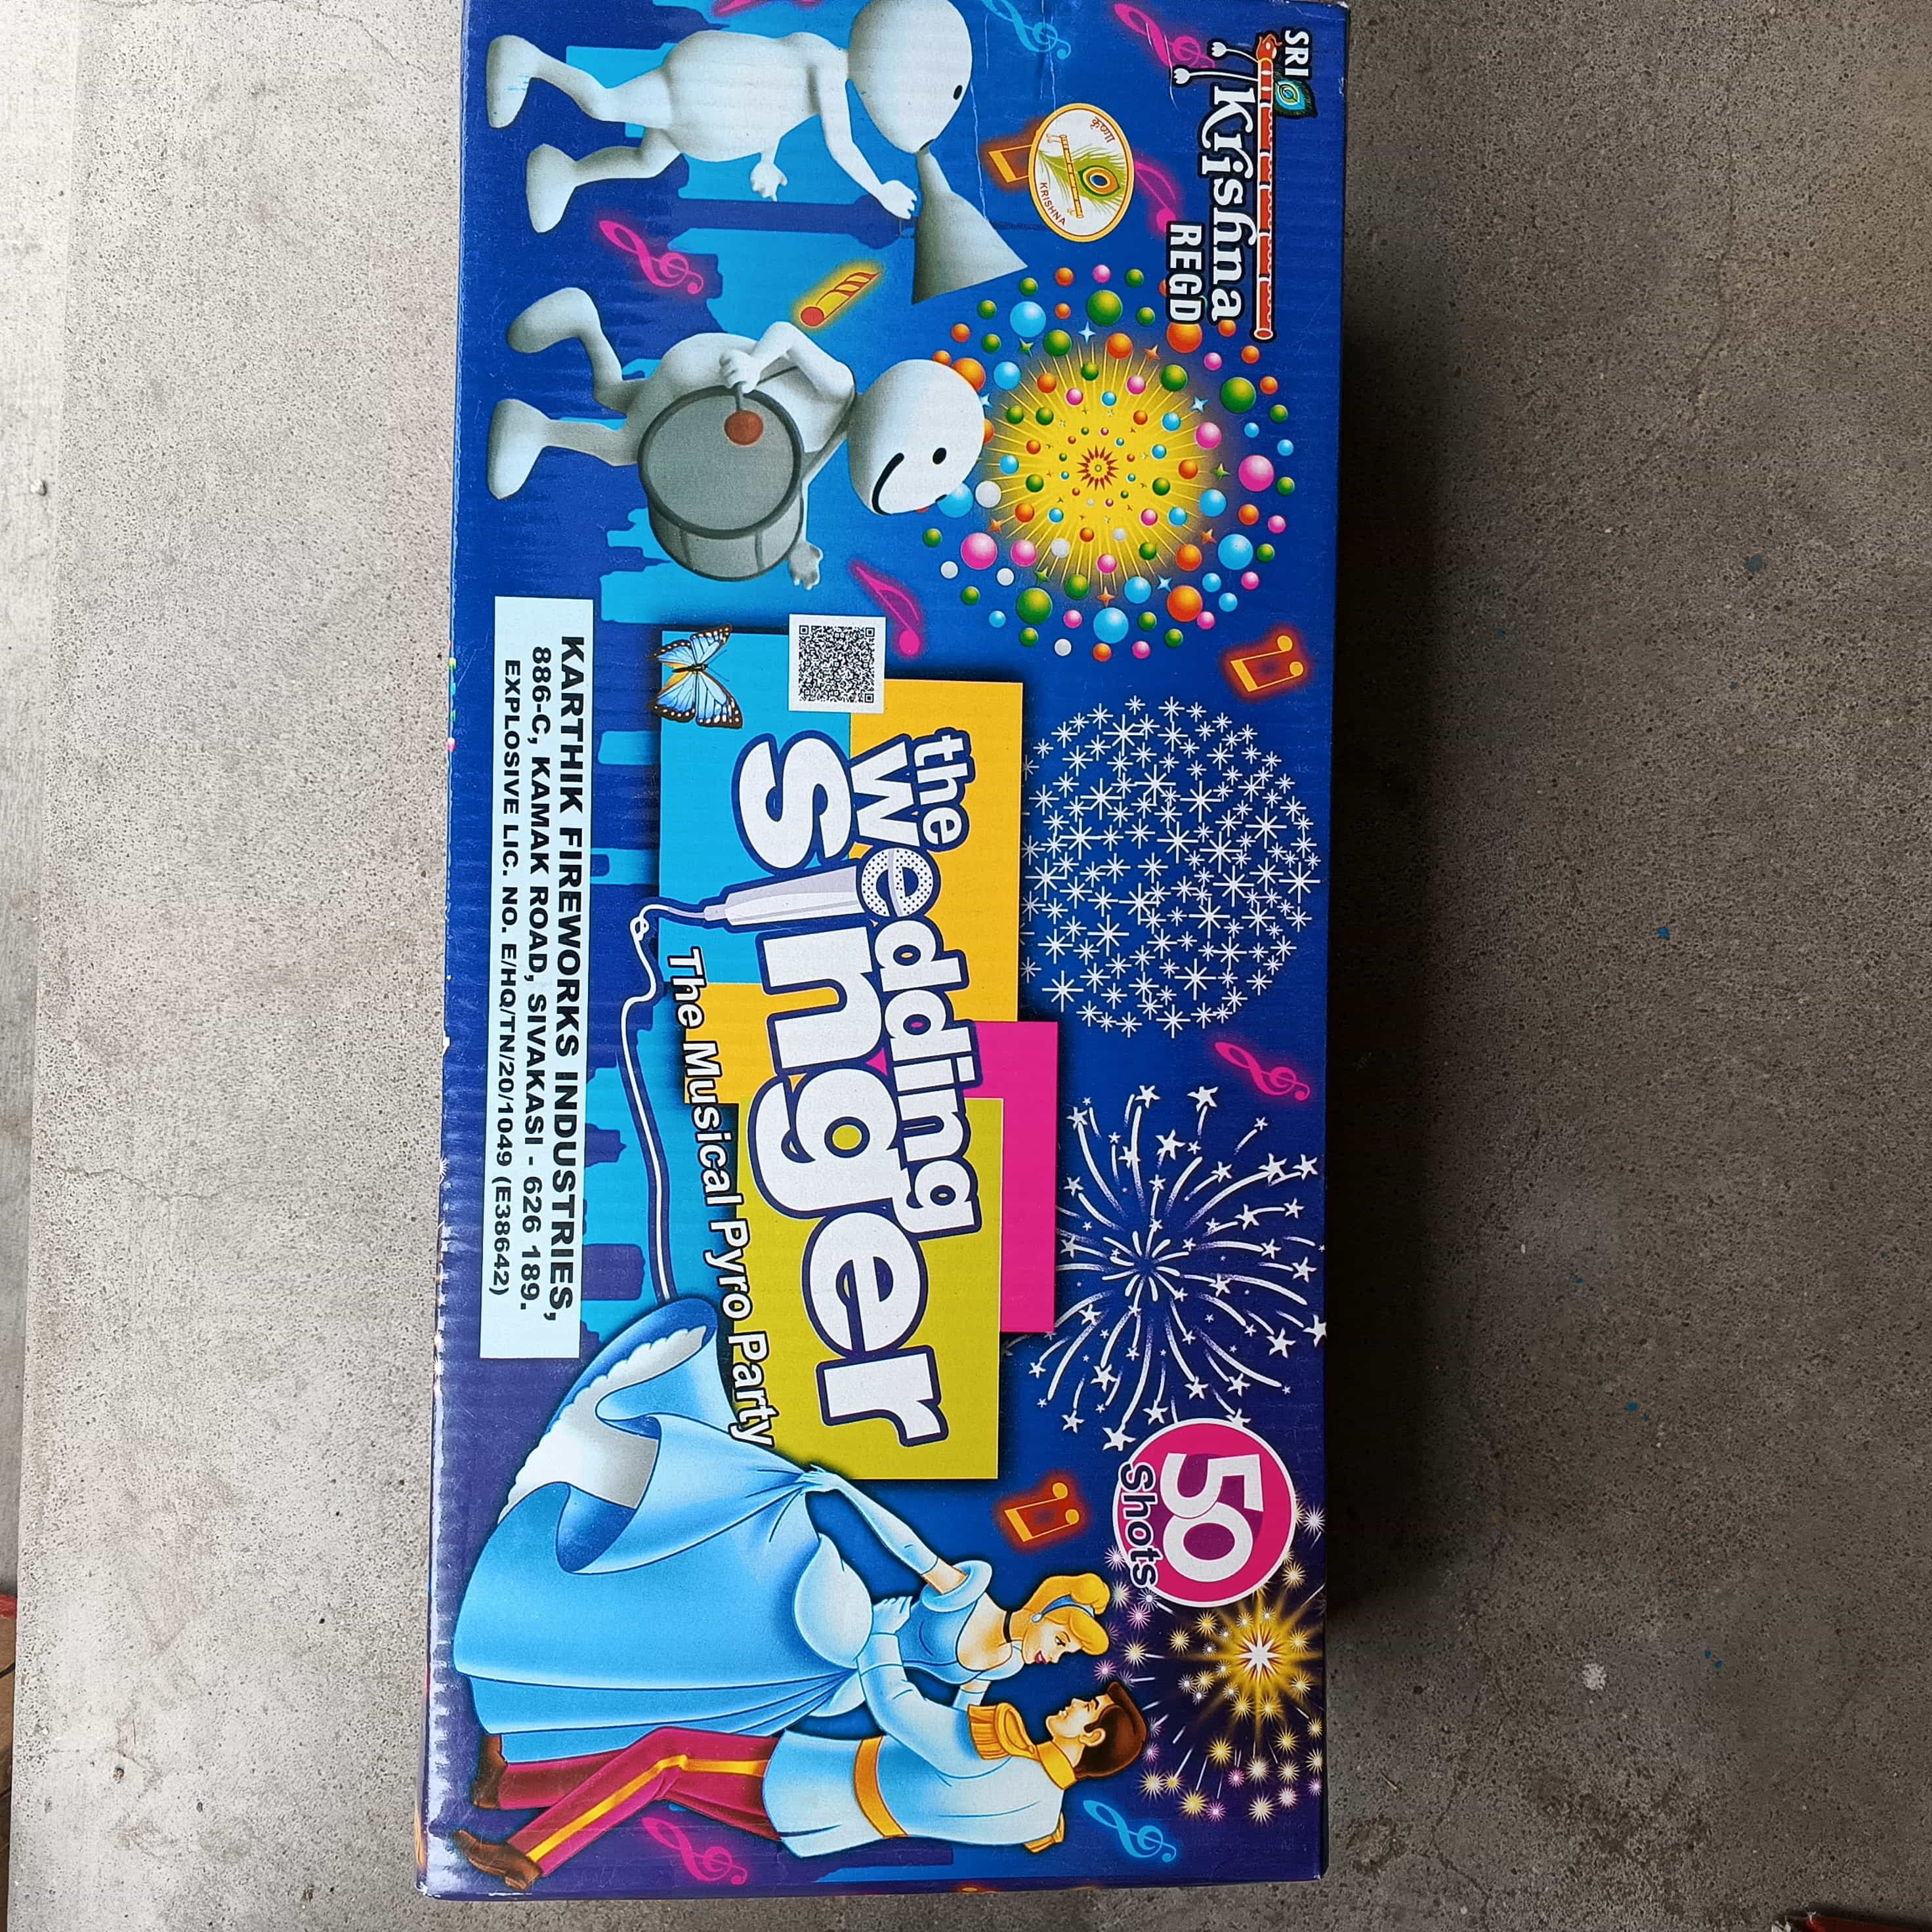 SRI
Krishna
REGD
KRISHNA
50
Shots
the
wedding
singer
The Musical Pyro Party
KARTHIK FIREWORKS INDUSTRIES,
886-C, KAMAK ROAD, SIVAKASI - 626 189.
EXPLOSIVE LIC. NO. E/HQ/TN/20/1049 (E38642)